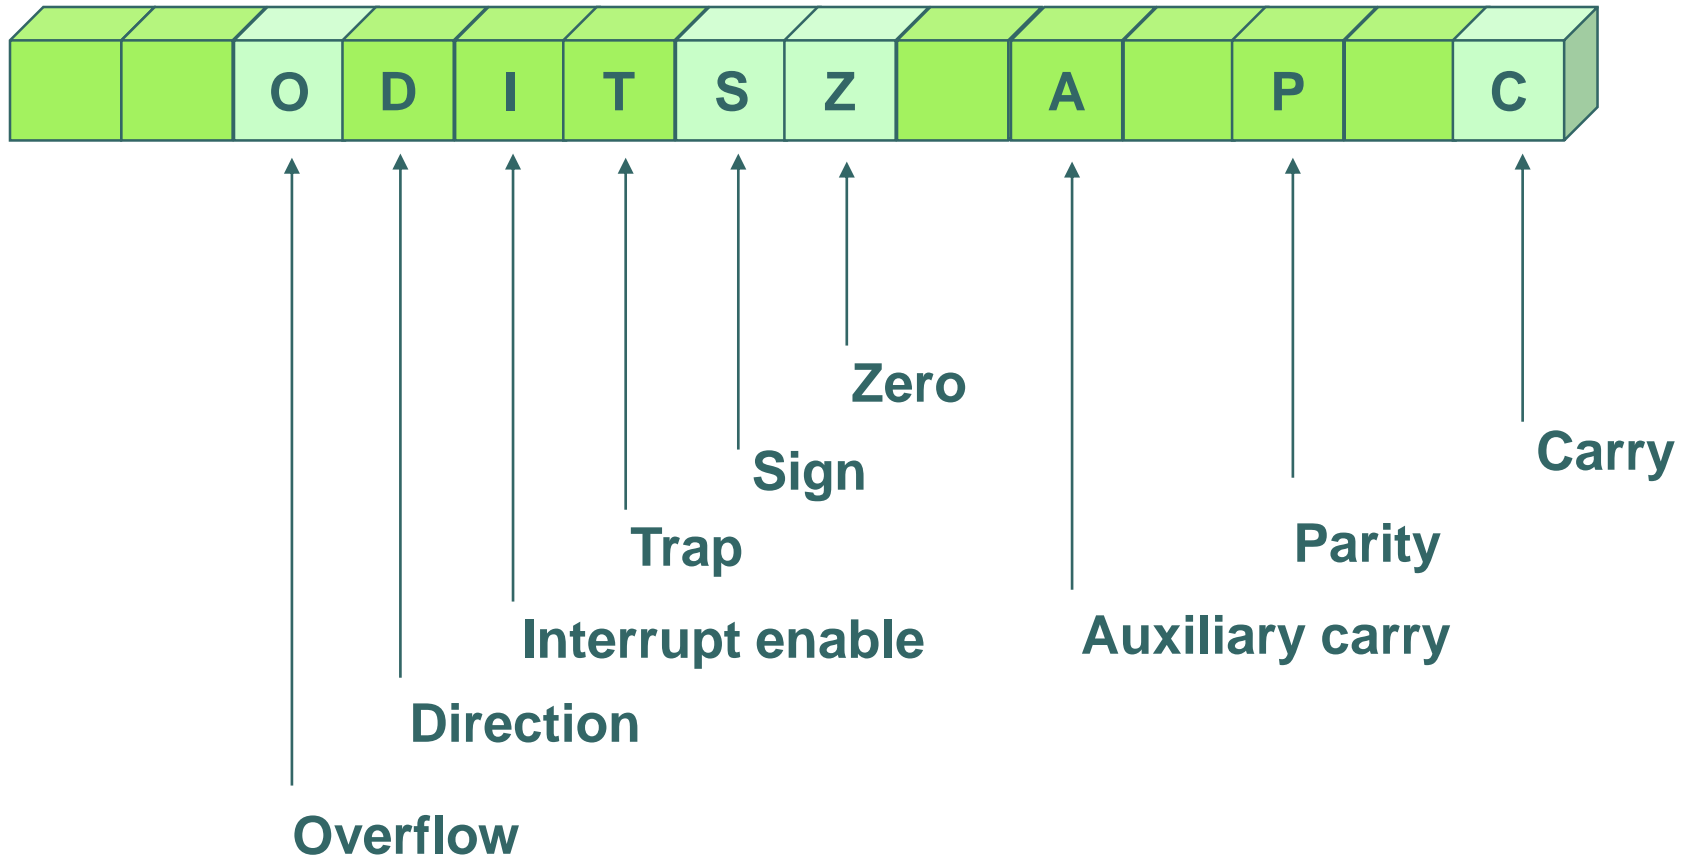 O D I T S Z A P C
Zero
Carry
Sign
Parity
Trap
Auxiliary carry
Interrupt enable
Direction
Overflow